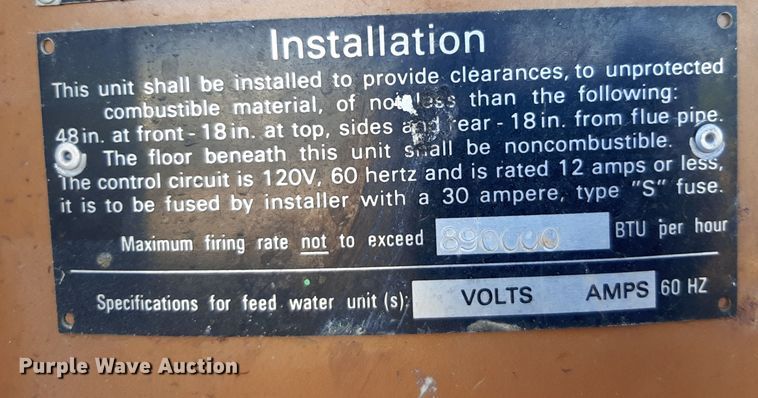 Installation
This unit shall be installed to provide clearances, to unprotected
combustible material, of not less than the following:
48 in. at front - 18 in. at top, sides and rear - 18 in. from flue pipe.
The floor beneath this unit shall be noncombustible.
The control circuit is 120V, 60 hertz and is rated 12 amps or less,
it is to be fused by installer with a 30 ampere, type "S" fuse.
Maximum firing rate not to exceed 890000 BTU per hour
Specifications for feed water unit (s): VOLTS AMPS 60 HZ
Purple Wave Auction